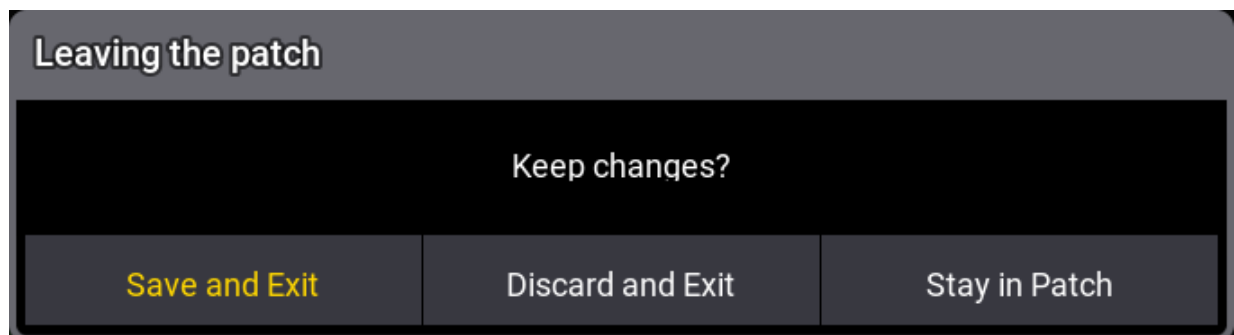 Leaving the patch
Keep changes?
Save and Exit
Discard and Exit
Stay in Patch